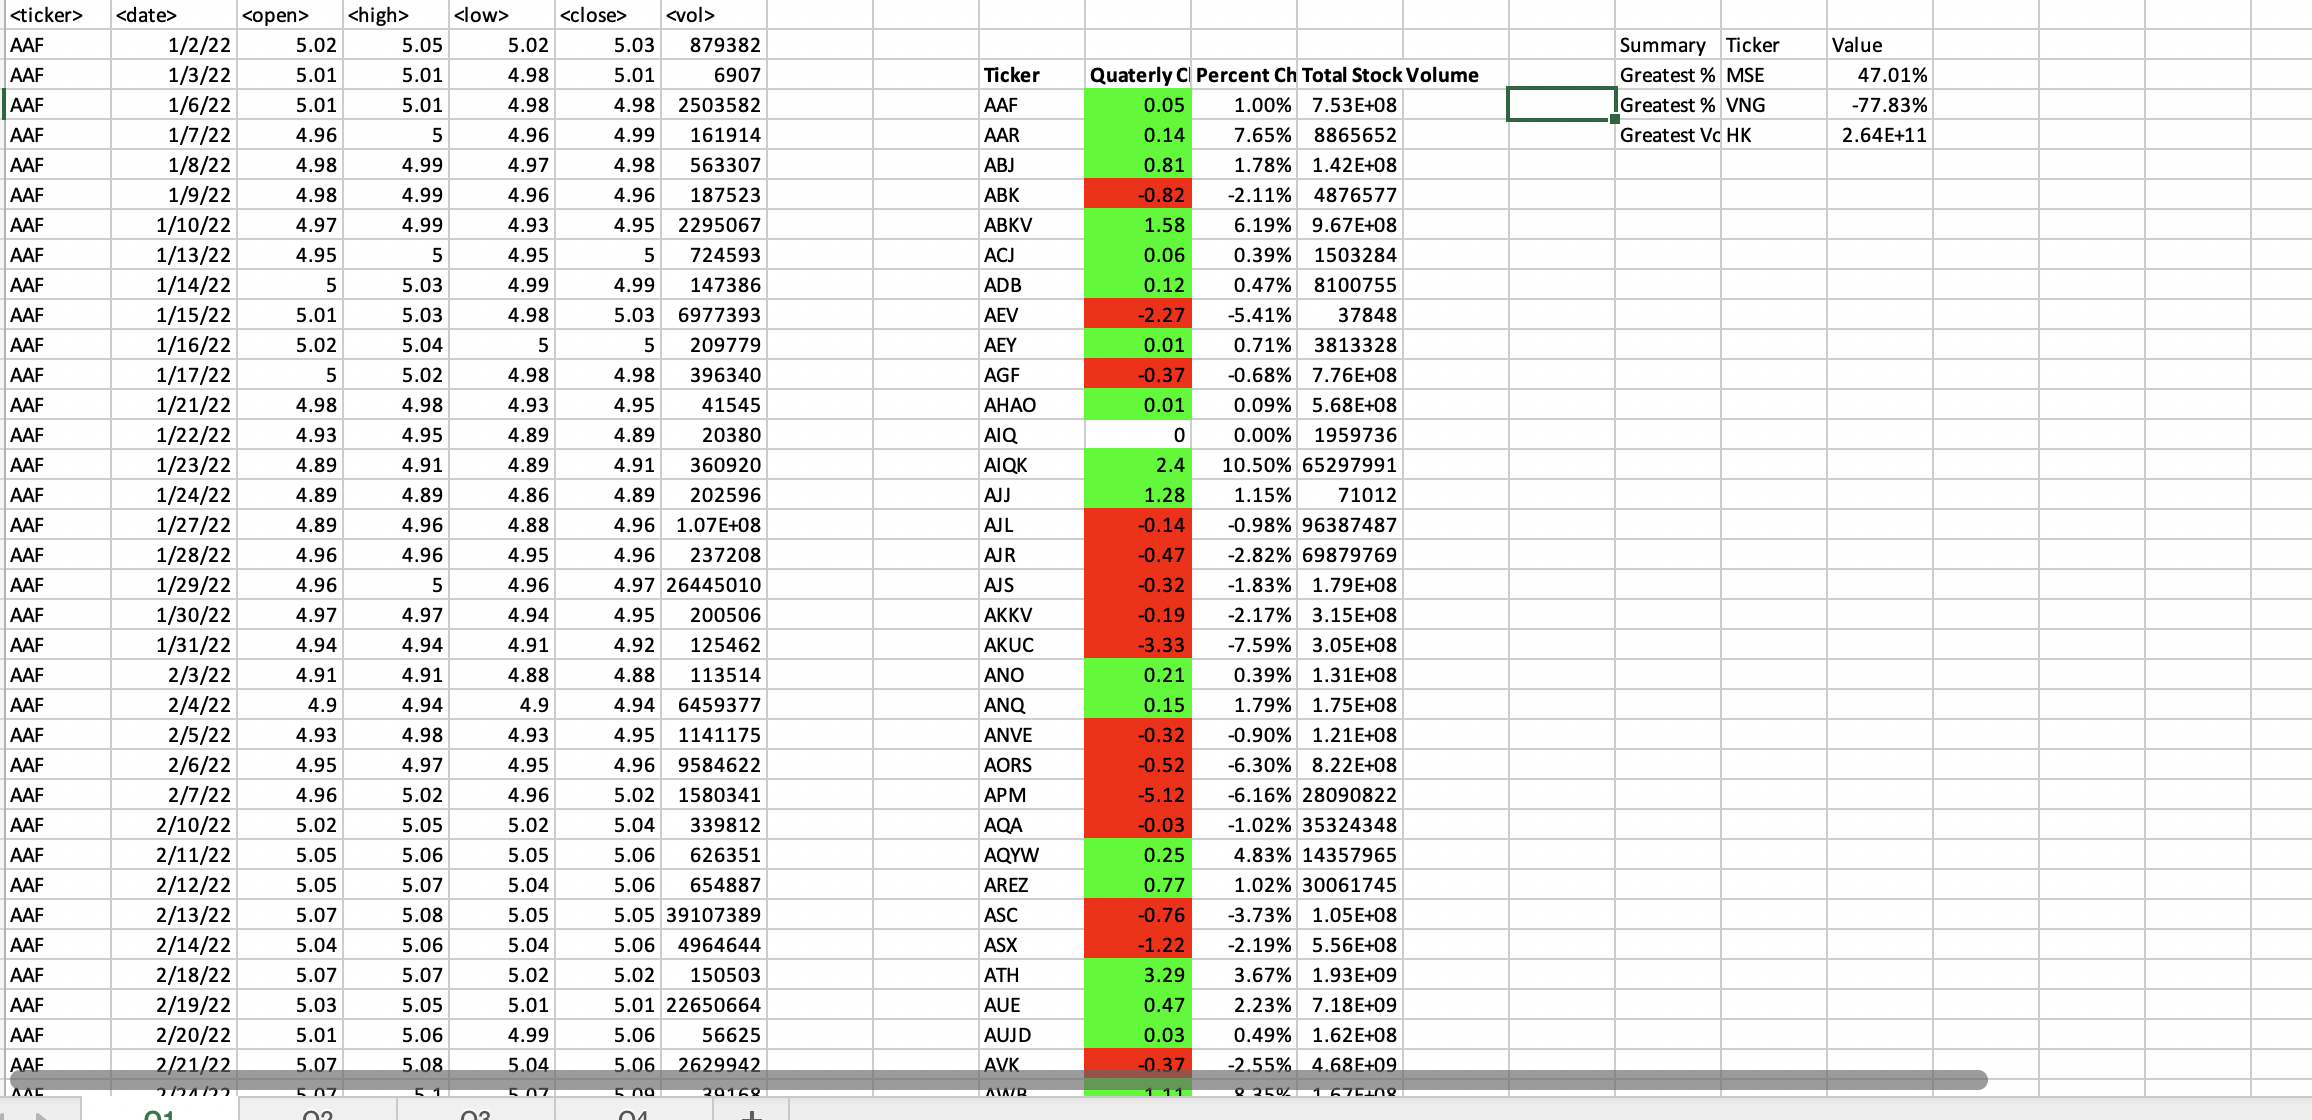 <ticker> <date> <open> <high> <low> <close> <vol>
AAF 1/2/22 5.02 5.05 5.02 5.03 879382 Summary Ticker Value
AAF 1/3/22 5.01 5.01 4.98 5.01 6907 Ticker Quaterly C Percent Ch Total Stock Volume Greatest % MSE 47.01%
AAF 1/6/22 5.01 5.01 4.98 4.98 2503582 AAF 0.05 1.00% 7.53E+08 Greatest % VNG -77.83%
AAF 1/7/22 4.96 5 4.96 4.99 161914 AAR 0.14 7.65% 8865652 Greatest Vo HK 2.64E+11
AAF 1/8/22 4.98 4.99 4.97 4.98 563307 ABJ 0.81 1.78% 1.42E+08
AAF 1/9/22 4.98 4.99 4.96 4.96 187523 ABK -0.82 -2.11% 4876577
AAF 1/10/22 4.97 4.99 4.93 4.95 2295067 ABKV 1.58 6.19% 9.67E+08
AAF 1/13/22 4.95 5 4.95 5 724593 ACJ 0.06 0.39% 1503284
AAF 1/14/22 5 5.03 4.99 4.99 147386 ADB 0.12 0.47% 8100755
AAF 1/15/22 5.01 5.03 4.98 5.03 6977393 AEV -2.27 -5.41% 37848
AAF 1/16/22 5.02 5.04 5 5 209779 AEY 0.01 0.71% 3813328
AAF 1/17/22 5 5.02 4.98 4.98 396340 AGF -0.37 -0.68% 7.76E+08
AAF 1/21/22 4.98 4.98 4.93 4.95 41545 AHAO 0.01 0.09% 5.68E+08
AAF 1/22/22 4.93 4.95 4.89 4.89 20380 AIQ 0 0.00% 1959736
AAF 1/23/22 4.89 4.91 4.89 4.91 360920 AIQK 2.4 10.50% 65297991
AAF 1/24/22 4.89 4.89 4.86 4.89 202596 AJJ 1.28 1.15% 71012
AAF 1/27/22 4.89 4.96 4.88 4.96 1.07E+08 AJL -0.14 -0.98% 96387487
AAF 1/28/22 4.96 4.96 4.95 4.96 237208 AJR -0.47 -2.82% 69879769
AAF 1/29/22 4.96 5 4.96 4.97 26445010 AJS -0.32 -1.83% 1.79E+08
AAF 1/30/22 4.97 4.97 4.94 4.95 200506 AKKV -0.19 -2.17% 3.15E+08
AAF 1/31/22 4.94 4.94 4.91 4.92 125462 AKUC -3.33 -7.59% 3.05E+08
AAF 2/3/22 4.91 4.91 4.88 4.88 113514 ANO 0.21 0.39% 1.31E+08
AAF 2/4/22 4.9 4.94 4.9 4.94 6459377 ANQ 0.15 1.79% 1.75E+08
AAF 2/5/22 4.93 4.98 4.93 4.95 1141175 ANVE -0.32 -0.90% 1.21E+08
AAF 2/6/22 4.95 4.97 4.95 4.96 9584622 AORS -0.52 -6.30% 8.22E+08
AAF 2/7/22 4.96 5.02 4.96 5.02 1580341 APM -5.12 -6.16% 28090822
AAF 2/10/22 5.02 5.05 5.02 5.04 339812 AQA -0.03 -1.02% 35324348
AAF 2/11/22 5.05 5.06 5.05 5.06 626351 AQYW 0.25 4.83% 14357965
AAF 2/12/22 5.05 5.07 5.04 5.06 654887 AREZ 0.77 1.02% 30061745
AAF 2/13/22 5.07 5.08 5.05 5.05 39107389 ASC -0.76 -3.73% 1.05E+08
AAF 2/14/22 5.04 5.06 5.04 5.06 4964644 ASX -1.22 -2.19% 5.56E+08
AAF 2/18/22 5.07 5.07 5.02 5.02 150503 ATH 3.29 3.67% 1.93E+09
AAF 2/19/22 5.03 5.05 5.01 5.01 22650664 AUE 0.47 2.23% 7.18E+09
AAF 2/20/22 5.01 5.06 4.99 5.06 56625 AUJD 0.03 0.49% 1.62E+08
AAF 2/21/22 5.07 5.08 5.04 5.06 2629942 AVK -0.37 -2.55% 4.68E+09
AAF 2/24/22 5.07 5.1 5.07 5.09 39168 AWB 1.11 8.35% 1.67E+08
Q1 Q2 Q3 Q4 +